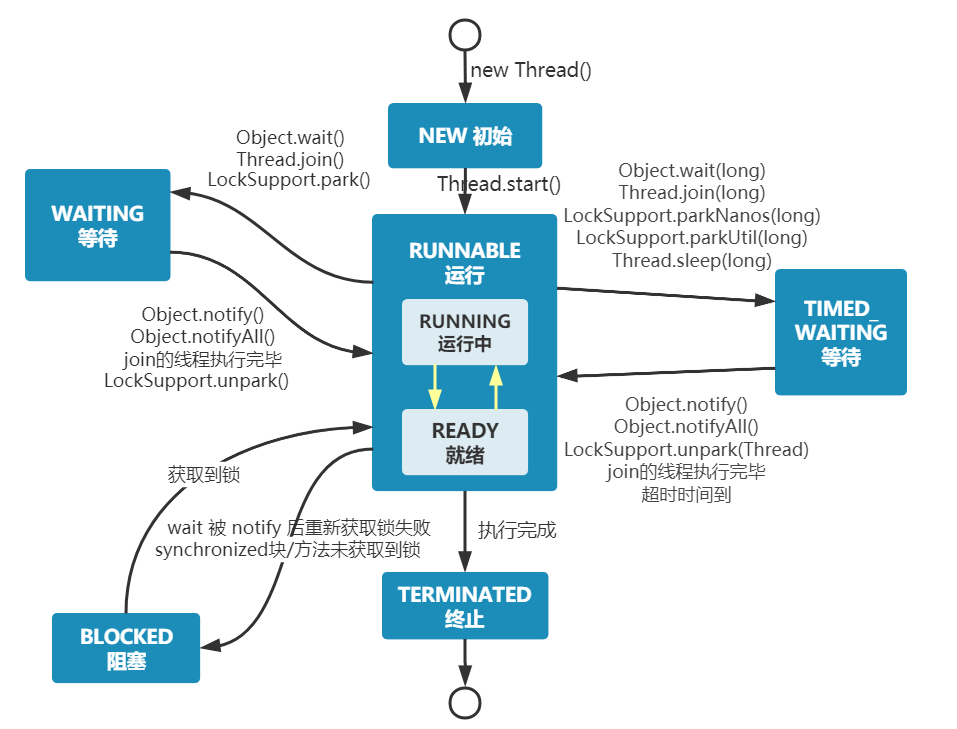 new Thread()
NEW 初始
Thread.start()
Object.wait()
Thread.join()
LockSupport.park()
WAITING
等待
Object.notify()
Object.notifyAll()
join的线程执行完毕
LockSupport.unpark()
RUNNABLE
运行
RUNNING
运行中
READY
就绪
Object.wait(long)
Thread.join(long)
LockSupport.parkNanos(long)
LockSupport.parkUtil(long)
Thread.sleep(long)
TIMED_
WAITING
等待
Object.notify()
Object.notifyAll()
LockSupport.unpark(Thread)
join的线程执行完毕
超时时间到
获取到锁
wait 被 notify 后重新获取锁失败
synchronized块/方法未获取到锁
执行完成
BLOCKED
阻塞
TERMINATED
终止